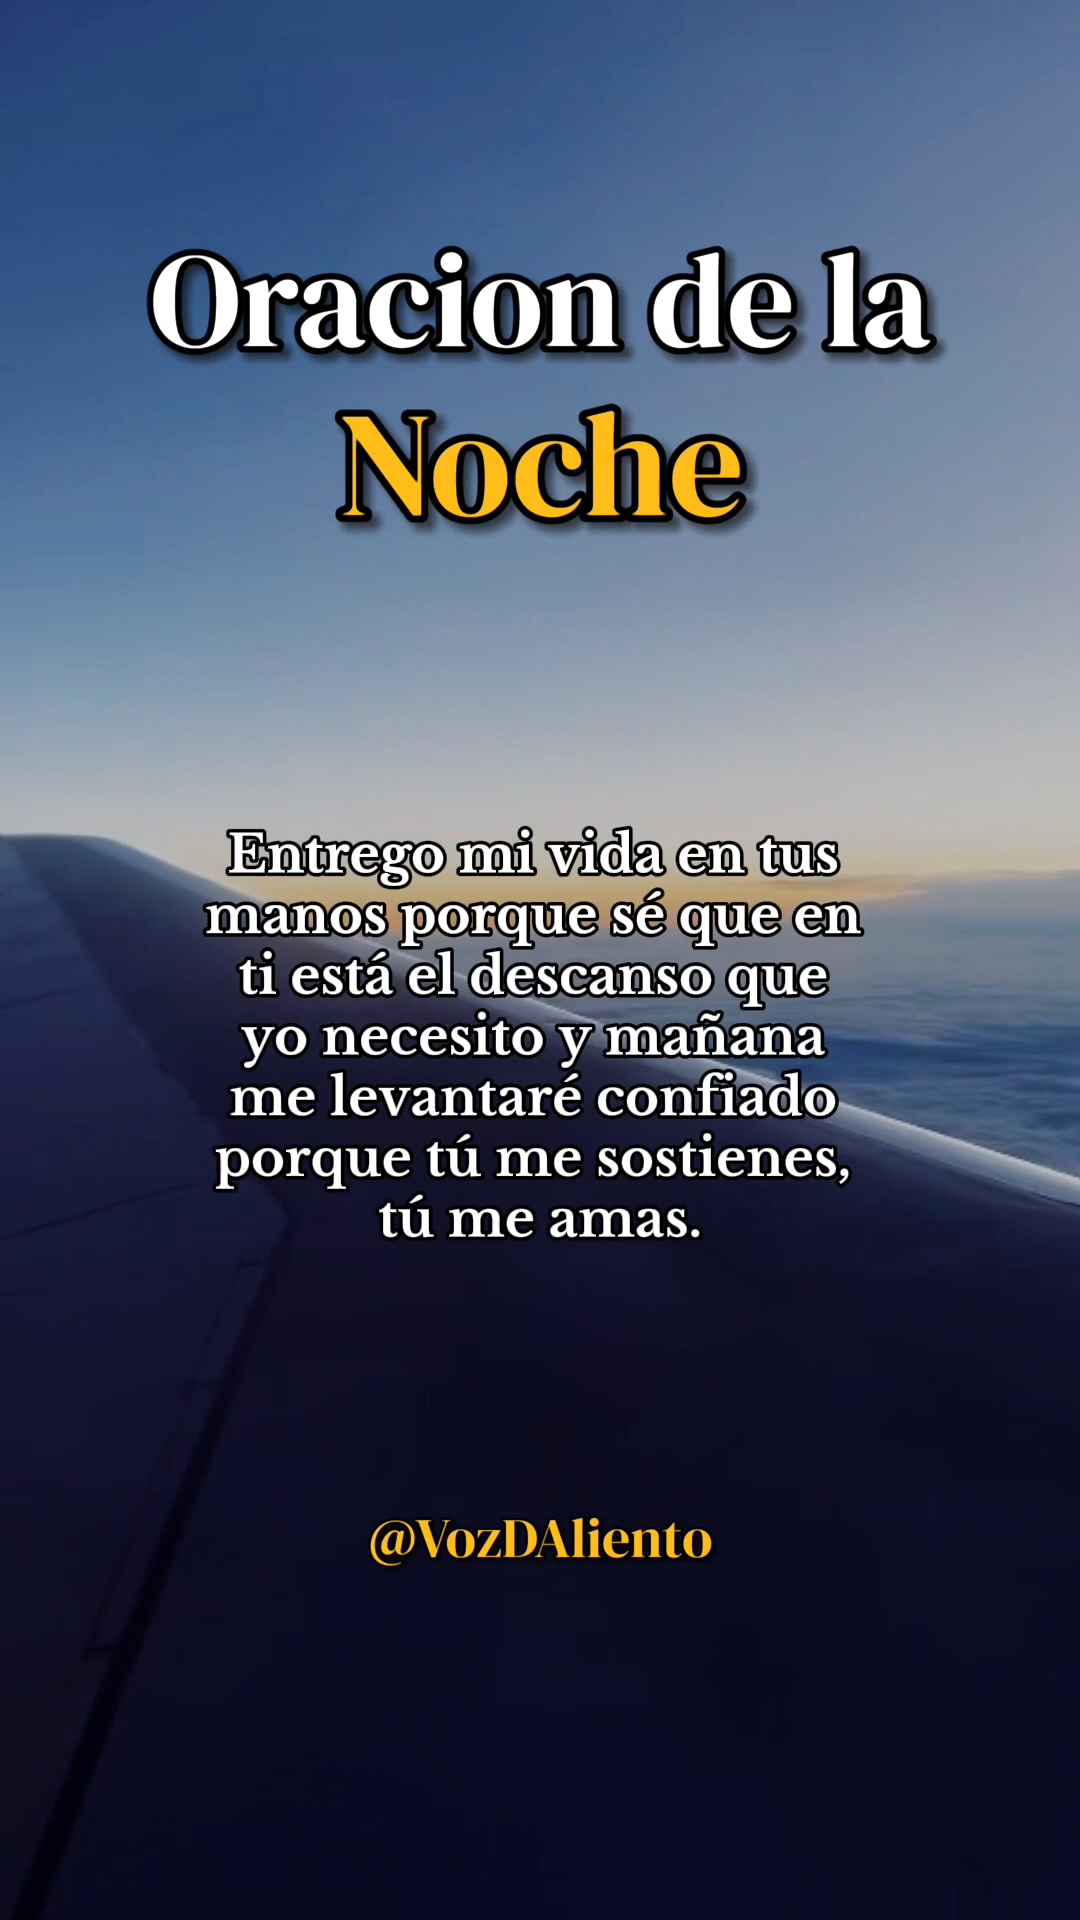 Oracion de la
Noche
Entrego mi vida en tus
manos porque sé que en
ti está el descanso que
yo necesito y mañana
me levantaré confiado
porque tú me sostienes,
tú me amas.
@VozDAliento